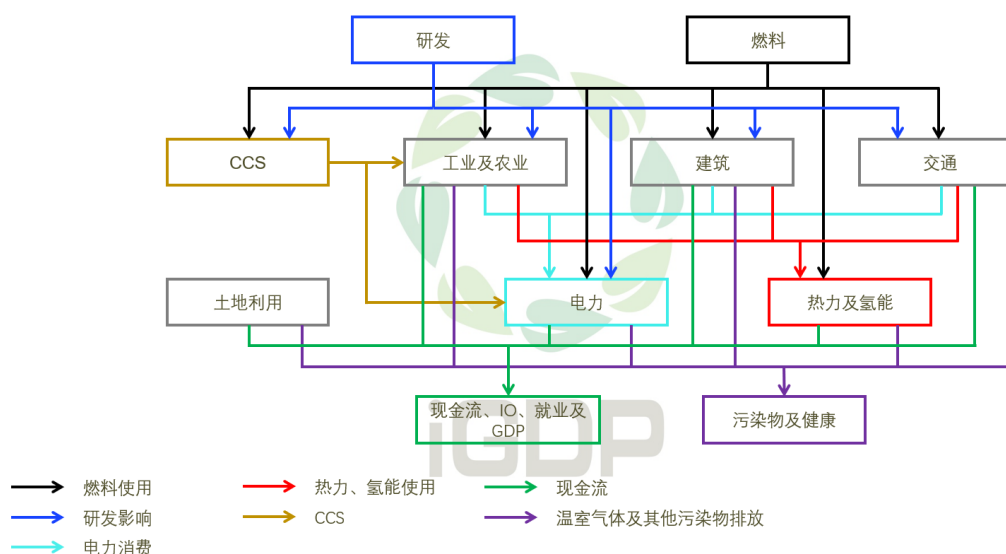 研发
燃料
CCS
工业及农业
建筑
交通
土地利用
电力
热力及氢能
现金流、IO、就业及
GDP
污染物及健康
iGDP
燃料使用
热力、氢能使用
现金流
研发影响
CCS
温室气体及其他污染物排放
电力消费